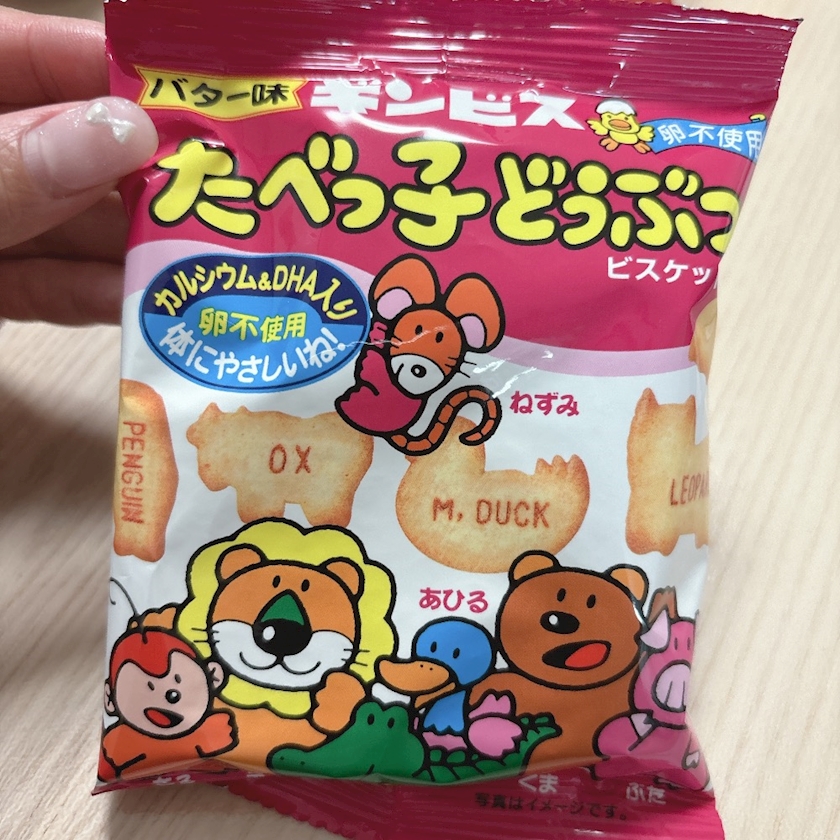 バター味
ギンビス
卵不使用
たべっ子どうぶつ
ビスケッ
カルシウム&DHA入り
卵不使用
体にやさしいね!
ねずみ
PENGUIN
OX
M. DUCK
LEOPA
あひる
くま
ぶた
写真はイメージです。